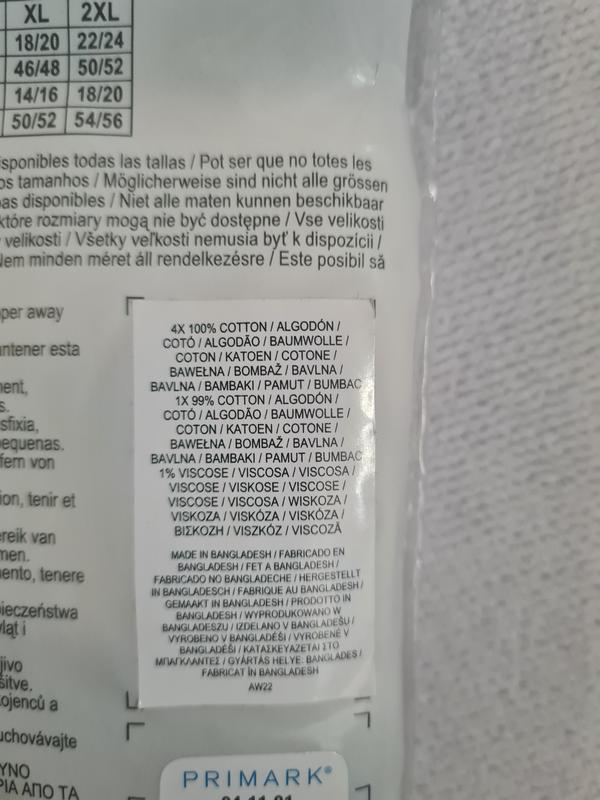 XL 2XL
18/20 22/24
46/48 50/52
14/16 18/20
50/52 54/56
isponibles todas las tallas / Pot ser que no totes les
os tamanhos / Möglicherweise sind nicht alle grössen
as disponibles / Niet alle maten kunnen beschikbaar
które rozmiary mogą nie być dostępne / Vse velikosti
velikosti / Všetky veľkosti nemusia byť k dispozícii /
Nem minden méret áll rendelkezésre / Este posibil să
per away
antener esta
ment,
s.
sfixia,
pequenas.
fern von
ion, tenir et
reik van
men.
mento, tenere
pieczeństwa
yląt i
jivo
šitve.
ojenců a
uchovávajte
ΥΝΟ
ΡΙΑ ΑΠΟ ΤΑ
4X 100% COTTON / ALGODÓN /
COTÓ / ALGODÃO / BAUMWOLLE /
COTON / KATOEN / COTONE /
BAWEŁNA / BOMBAŽ / BAVLNA /
BAVLNA / BAMBAKI / PAMUT / BUMBAC
1X 99% COTTON / ALGODÓN /
COTÓ / ALGODÃO / BAUMWOLLE /
COTON / KATOEN / COTONE /
BAWEŁNA / BOMBAŽ / BAVLNA /
BAVLNA / BAMBAKI / PAMUT / BUMBAC
1% VISCOSE / VISCOSA / VISCOSA /
VISCOSE / VISKOSE / VISCOSE /
VISCOSE / VISCOSA / WISKOZA /
VISKOZA / VISKÓZA / VISKÓZA /
ΒΙΣΚΟΖΗ / VISZKÓZ / VISCOZĂ
MADE IN BANGLADESH / FABRICADO EN
BANGLADESH / FET A BANGLADESH /
FABRICADO NO BANGLADECHE / HERGESTELLT
IN BANGLADESCH / FABRIQUE AU BANGLADESH /
GEMAAKT IN BANGLADESH / PRODOTTO IN
BANGLADESH / WYPRODUKOWANO W
BANGLADESZU / IZDELANO V BANGLADEŠU /
VYROBENO V BANGLADÉŠI / VYROBENÉ V
BANGLADÉŠI / ΚΑΤΑΣΚΕΥΑΖΕΤΑΙ ΣΤΟ
ΜΠΑΓΚΛΑΝΤΕΣ / GYÁRTÁS HELYE: BANGLADES /
FABRICAT ÎN BANGLADESH
AW22
PRIMARK®